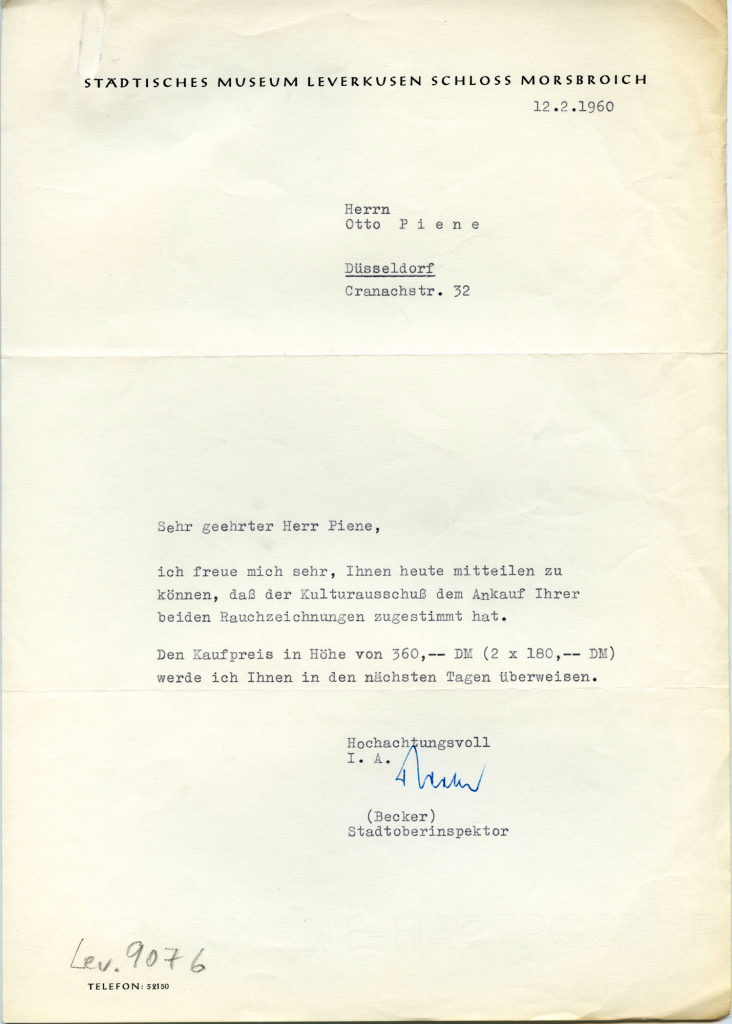 STÄDTISCHES MUSEUM LEVERKUSEN SCHLOSS MORSBROICH
12.2.1960
Herrn
Otto P i e n e
Düsseldorf
Cranachstr. 32
Sehr geehrter Herr Piene,
ich freue mich sehr, Ihnen heute mitteilen zu
können, daß der Kulturausschuß dem Ankauf Ihrer
beiden Rauchzeichnungen zugestimmt hat.
Den Kaufpreis in Höhe von 360,-- DM (2 x 180,-- DM)
werde ich Ihnen in den nächsten Tagen überweisen.
Hochachtungsvoll
I. A.
Becker
(Becker)
Stadtoberinspektor
Lev. 9076
TELEFON: 52150